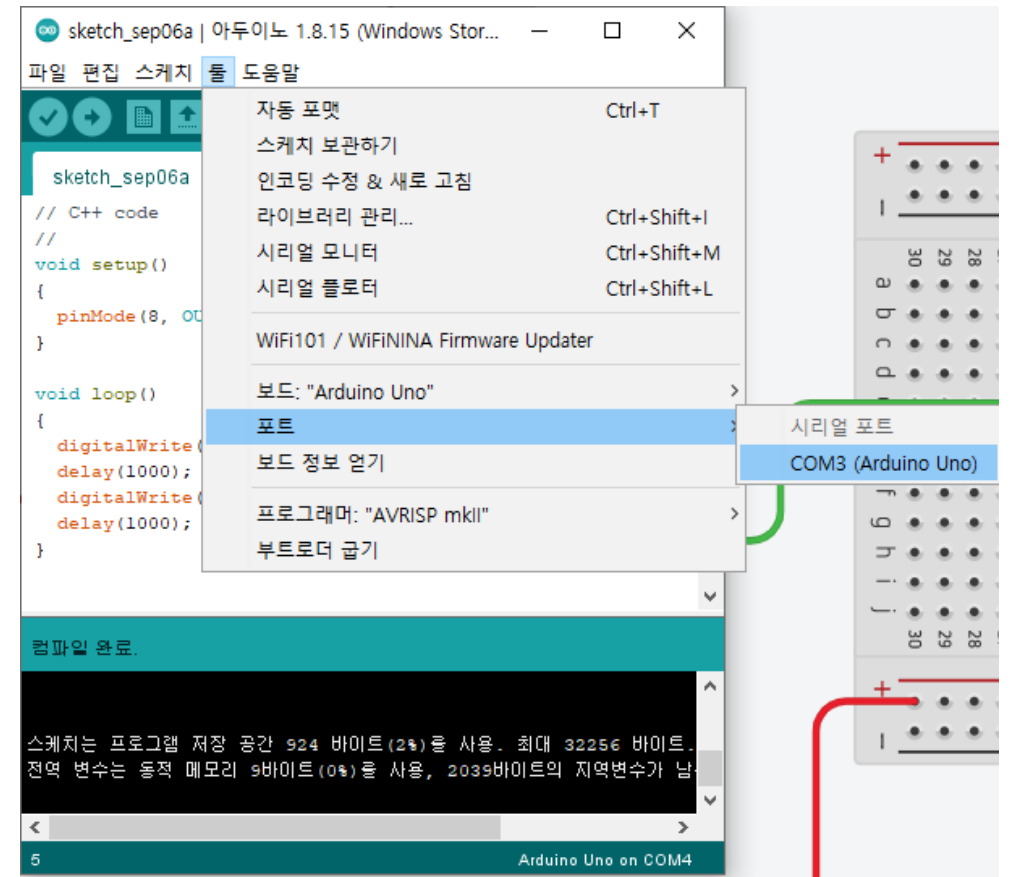 sketch_sep06a | 아두이노 1.8.15 (Windows Stor...
파일 편집 스케치 툴 도움말
자동 포맷 Ctrl+T
스케치 보관하기
인코딩 수정 & 새로 고침
라이브러리 관리... Ctrl+Shift+I
시리얼 모니터 Ctrl+Shift+M
시리얼 플로터 Ctrl+Shift+L
WiFi101 / WiFiNINA Firmware Updater
보드: "Arduino Uno"
포트
보드 정보 얻기
프로그래머: "AVRISP mkII"
부트로더 굽기
시리얼 포트
COM3 (Arduino Uno)
sketch_sep06a
// C++ code
//
void setup()
{
pinMode(8, OU
}
void loop()
{
digitalWrite(
delay(1000);
digitalWrite(
delay(1000);
}
컴파일 완료.
스케치는 프로그램 저장 공간 924 바이트(2%)를 사용. 최대 32256 바이트.
전역 변수는 동적 메모리 9바이트(0%)를 사용, 2039바이트의 지역변수가 남
5 Arduino Uno on COM4
+
–
30 29 28
a
b
c
d
f
g
h
i
j
30 29 28
+
–